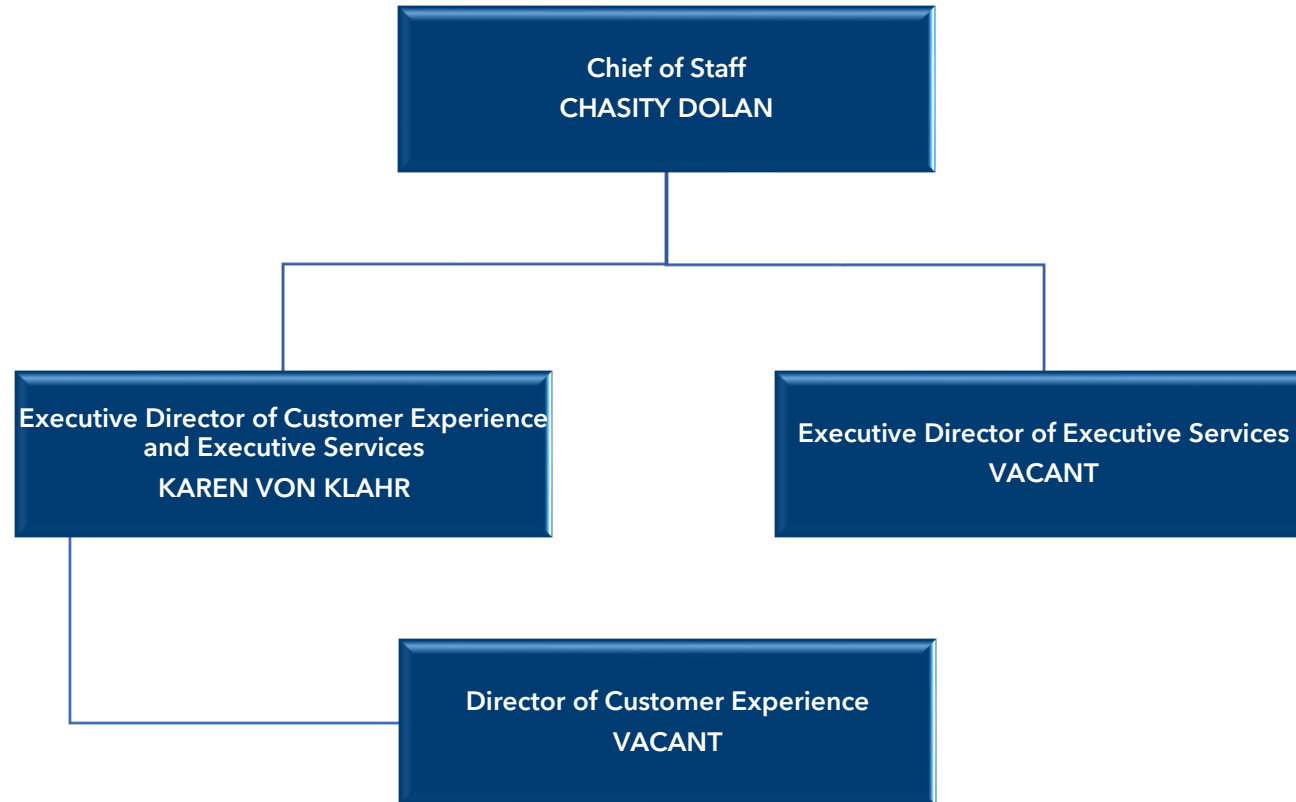 Chief of Staff
CHASITY DOLAN
Executive Director of Customer Experience
and Executive Services
KAREN VON KLAHR
Executive Director of Executive Services
VACANT
Director of Customer Experience
VACANT